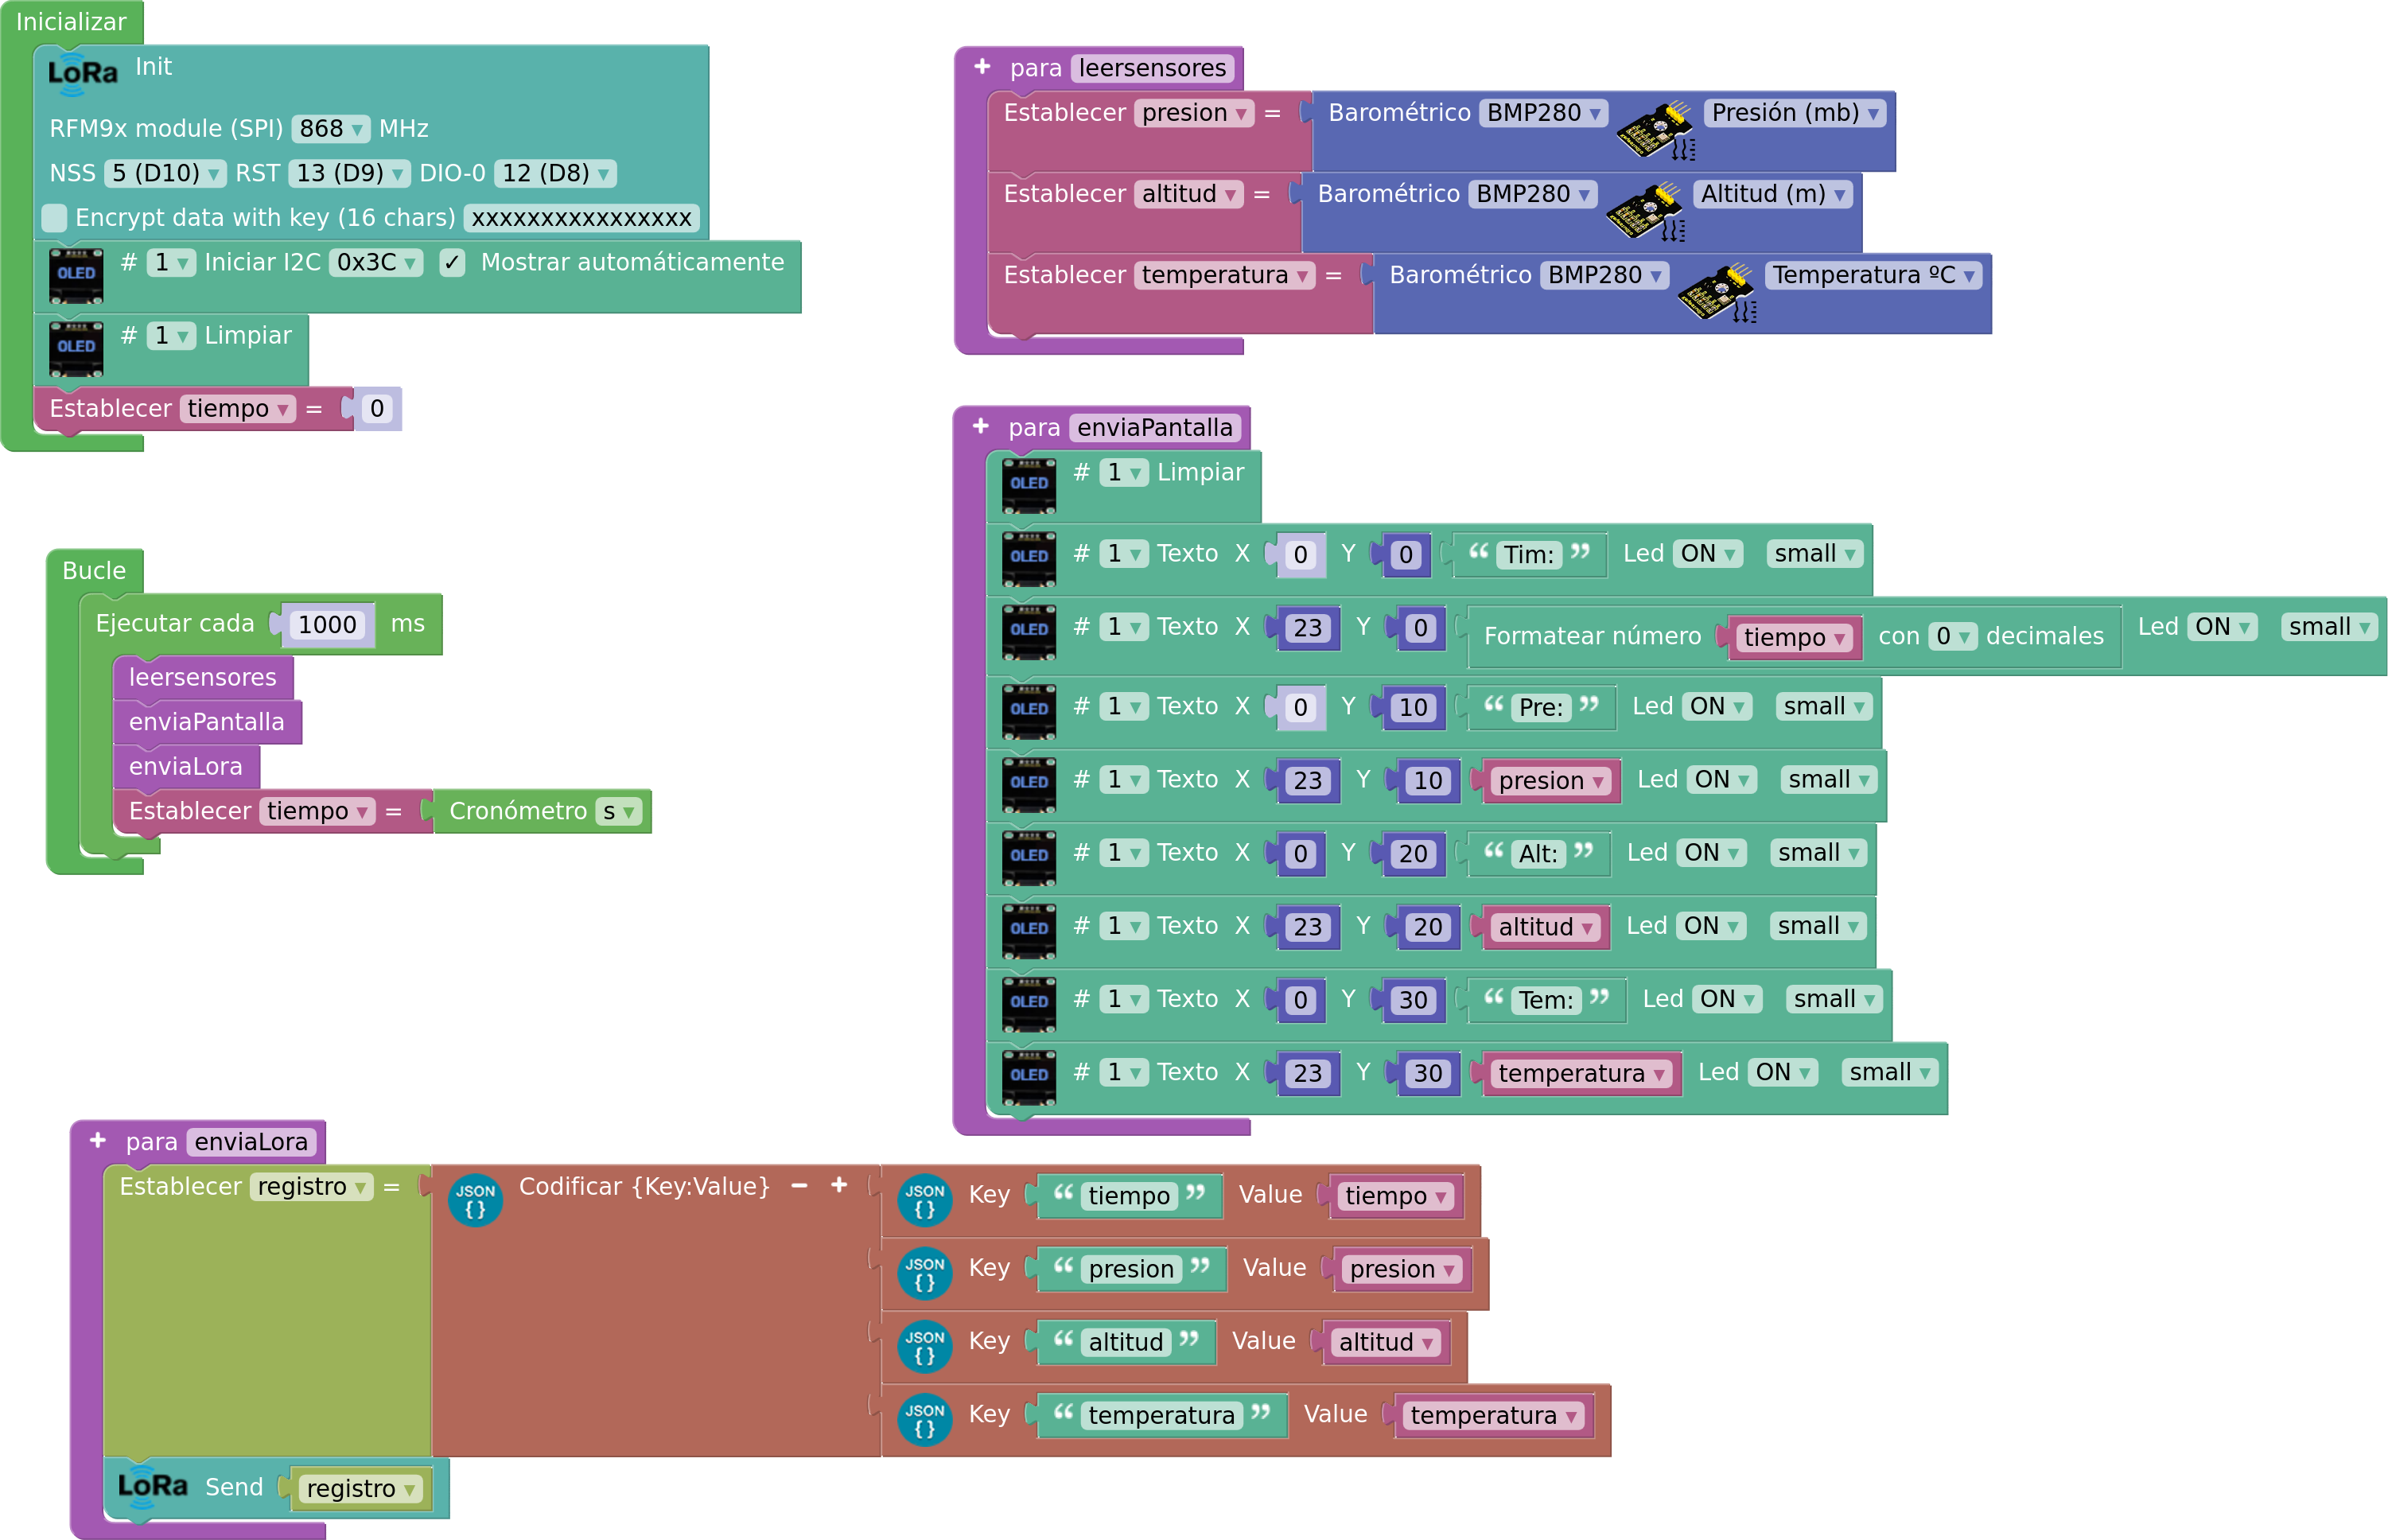 Inicializar
LoRa Init
RFM9x module (SPI) 868 MHz
NSS 5 (D10) RST 13 (D9) DIO-0 12 (D8)
Encrypt data with key (16 chars) xxxxxxxxxxxxxxxx
OLED # 1 Iniciar I2C 0x3C ✓ Mostrar automáticamente
OLED # 1 Limpiar
Establecer tiempo = 0
Bucle
Ejecutar cada 1000 ms
leersensores
enviaPantalla
enviaLora
Establecer tiempo = Cronómetro s
+ para leersensores
Establecer presion = Barométrico BMP280 Presión (mb)
Establecer altitud = Barométrico BMP280 Altitud (m)
Establecer temperatura = Barométrico BMP280 Temperatura ºC
+ para enviaPantalla
OLED # 1 Limpiar
OLED # 1 Texto X 0 Y 0 “ Tim: ” Led ON small
OLED # 1 Texto X 23 Y 0 Formatear número tiempo con 0 decimales Led ON small
OLED # 1 Texto X 0 Y 10 “ Pre: ” Led ON small
OLED # 1 Texto X 23 Y 10 presion Led ON small
OLED # 1 Texto X 0 Y 20 “ Alt: ” Led ON small
OLED # 1 Texto X 23 Y 20 altitud Led ON small
OLED # 1 Texto X 0 Y 30 “ Tem: ” Led ON small
OLED # 1 Texto X 23 Y 30 temperatura Led ON small
+ para enviaLora
Establecer registro = JSON { } Codificar {Key:Value} − + JSON { } Key “ tiempo ” Value tiempo
JSON { } Key “ presion ” Value presion
JSON { } Key “ altitud ” Value altitud
JSON { } Key “ temperatura ” Value temperatura
LoRa Send registro